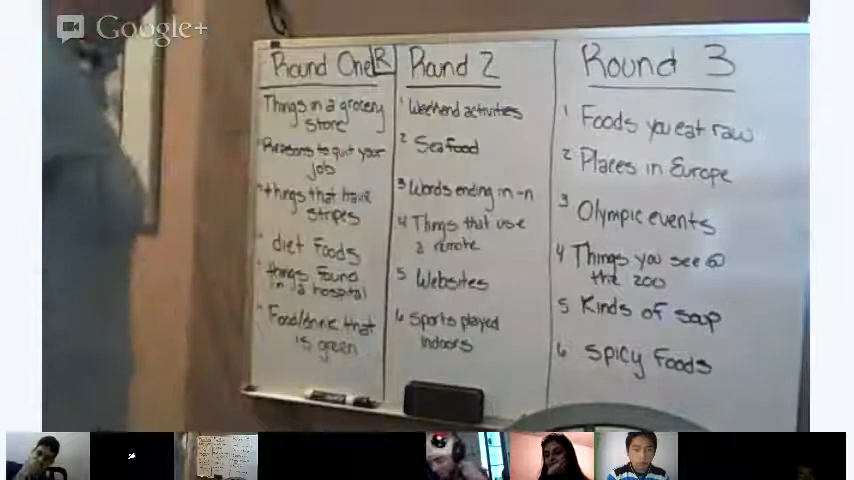 Google+
Round One
Things in a grocery
store
Reasons to quit your
job
things that have
stripes
diet Foods
things found
in a hospital
Food/drink that
is green
R
Round 2
1 Weekend activities
2 Seafood
3 Words ending in -n
4 Things that use
a remote
5 Websites
6 Sports played
indoors
Round 3
1 Foods you eat raw
2 Places in Europe
3 Olympic events
4 Things you see @
the zoo
5 Kinds of soup
6 Spicy Foods